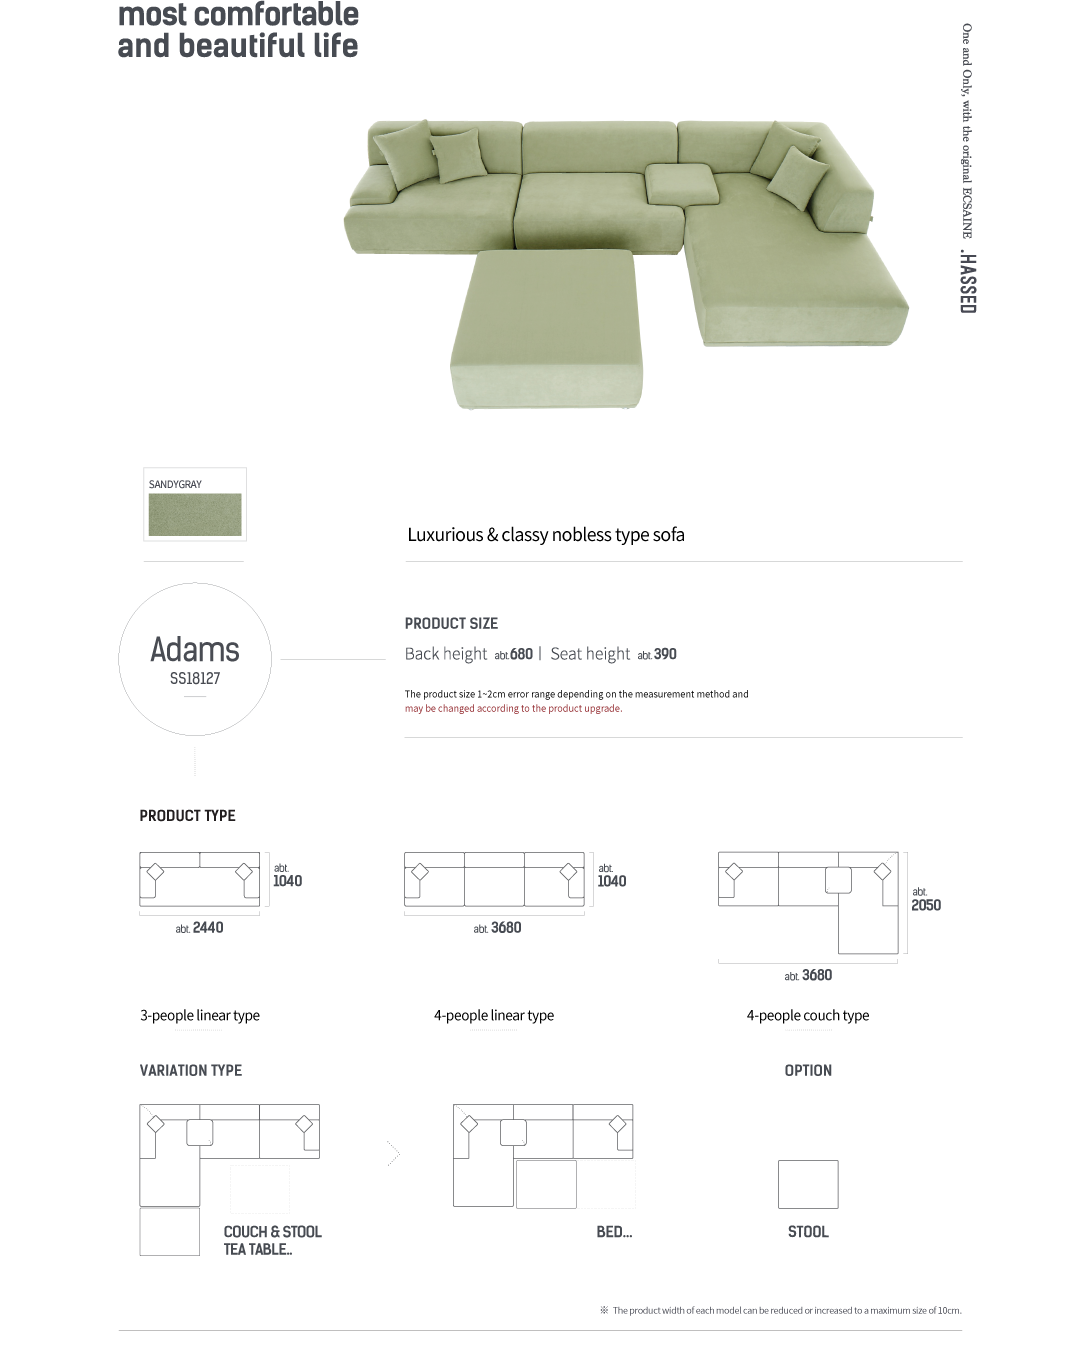 most comfortable
and beautiful life
One and Only, with the original ECSAINE .HASSED
SANDYGRAY
Luxurious & classy nobless type sofa
Adams
SS18127
PRODUCT SIZE
Back height abt.680 | Seat height abt.390
The product size 1~2cm error range depending on the measurement method and
may be changed according to the product upgrade.
PRODUCT TYPE
abt.
1040
abt. 2440
3-people linear type
abt.
1040
abt. 3680
4-people linear type
abt.
2050
abt. 3680
4-people couch type
VARIATION TYPE
COUCH & STOOL
TEA TABLE..
BED...
OPTION
STOOL
※ The product width of each model can be reduced or increased to a maximum size of 10cm.